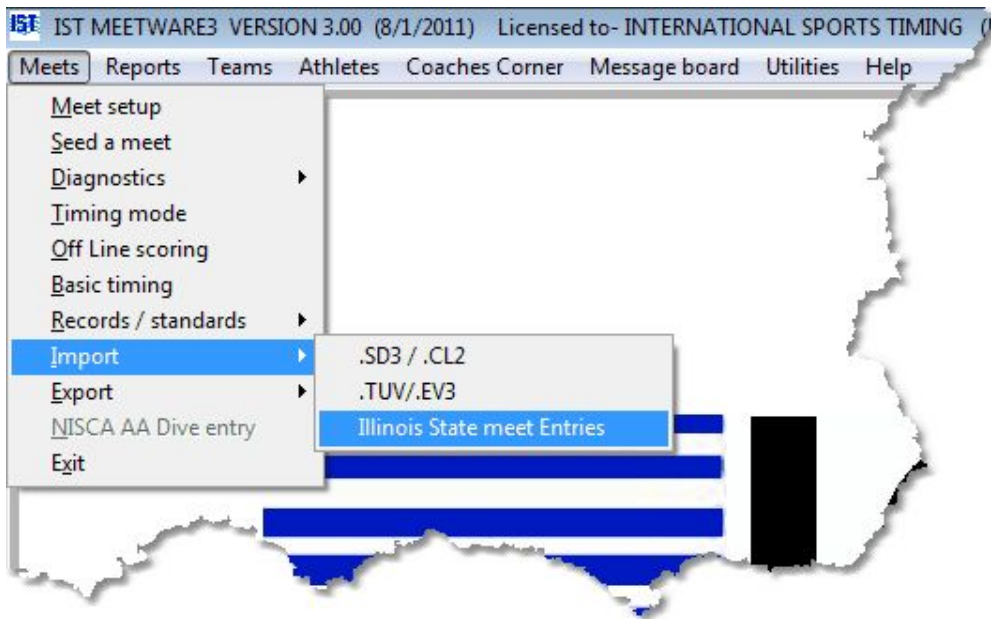 IST IST MEETWARE3 VERSION 3.00 (8/1/2011) Licensed to- INTERNATIONAL SPORTS TIMING (
Meets Reports Teams Athletes Coaches Corner Message board Utilities Help
Meet setup
Seed a meet
Diagnostics
Timing mode
Off Line scoring
Basic timing
Records / standards
Import
.SD3 / .CL2
Export
.TUV/.EV3
NISCA AA Dive entry
Illinois State meet Entries
Exit